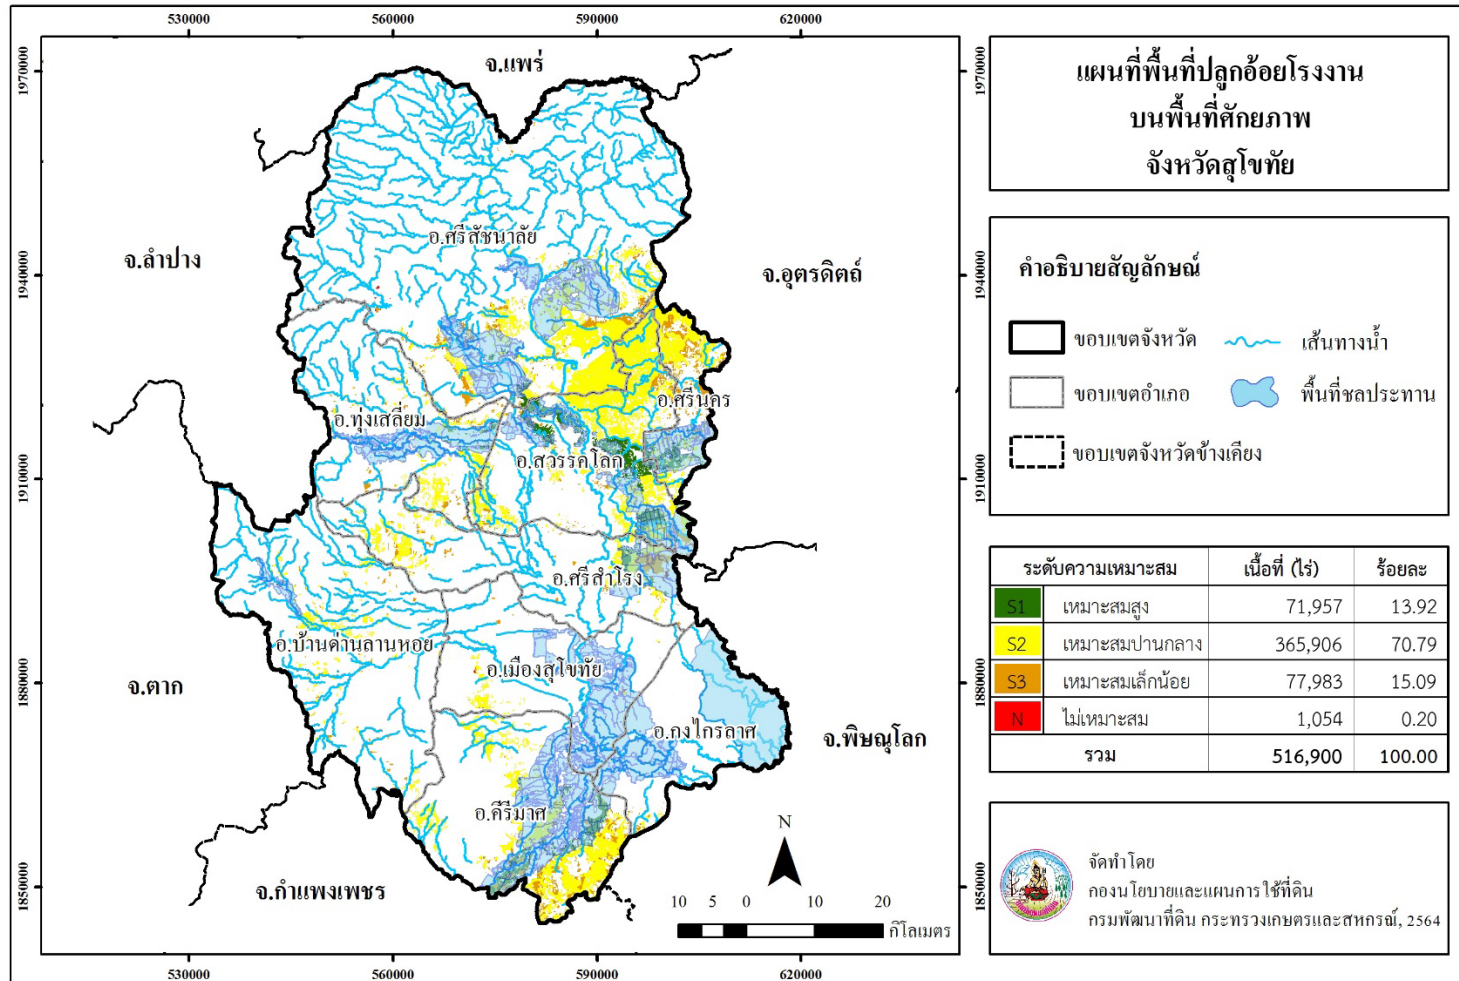 530000
560000
590000
620000
1970000
1940000
1910000
1880000
1850000
จ.แพร่
จ.ลำปาง
จ.อุตรดิตถ์
จ.ตาก
จ.พิษณุโลก
จ.กำแพงเพชร
อ.ศรีสัชนาลัย
อ.ศรีนคร
อ.ทุ่งเสลี่ยม
อ.สวรรคโลก
อ.ศรีสำโรง
อ.บ้านด่านลานหอย
อ.เมืองสุโขทัย
อ.กงไกรลาศ
อ.คีรีมาศ
N
10 5 0 10 20
กิโลเมตร
1970000
1940000
1910000
1880000
1850000
530000
560000
590000
620000
แผนที่พื้นที่ปลูกอ้อยโรงงาน
บนพื้นที่ศักยภาพ
จังหวัดสุโขทัย
คำอธิบายสัญลักษณ์
ขอบเขตจังหวัด เส้นทางน้ำ
ขอบเขตอำเภอ พื้นที่ชลประทาน
ขอบเขตจังหวัดข้างเคียง
ระดับความเหมาะสม เนื้อที่ (ไร่) ร้อยละ
S1 เหมาะสมสูง 71,957 13.92
S2 เหมาะสมปานกลาง 365,906 70.79
S3 เหมาะสมเล็กน้อย 77,983 15.09
N ไม่เหมาะสม 1,054 0.20
รวม 516,900 100.00
จัดทำโดย
กองนโยบายและแผนการใช้ที่ดิน
กรมพัฒนาที่ดิน กระทรวงเกษตรและสหกรณ์, 2564